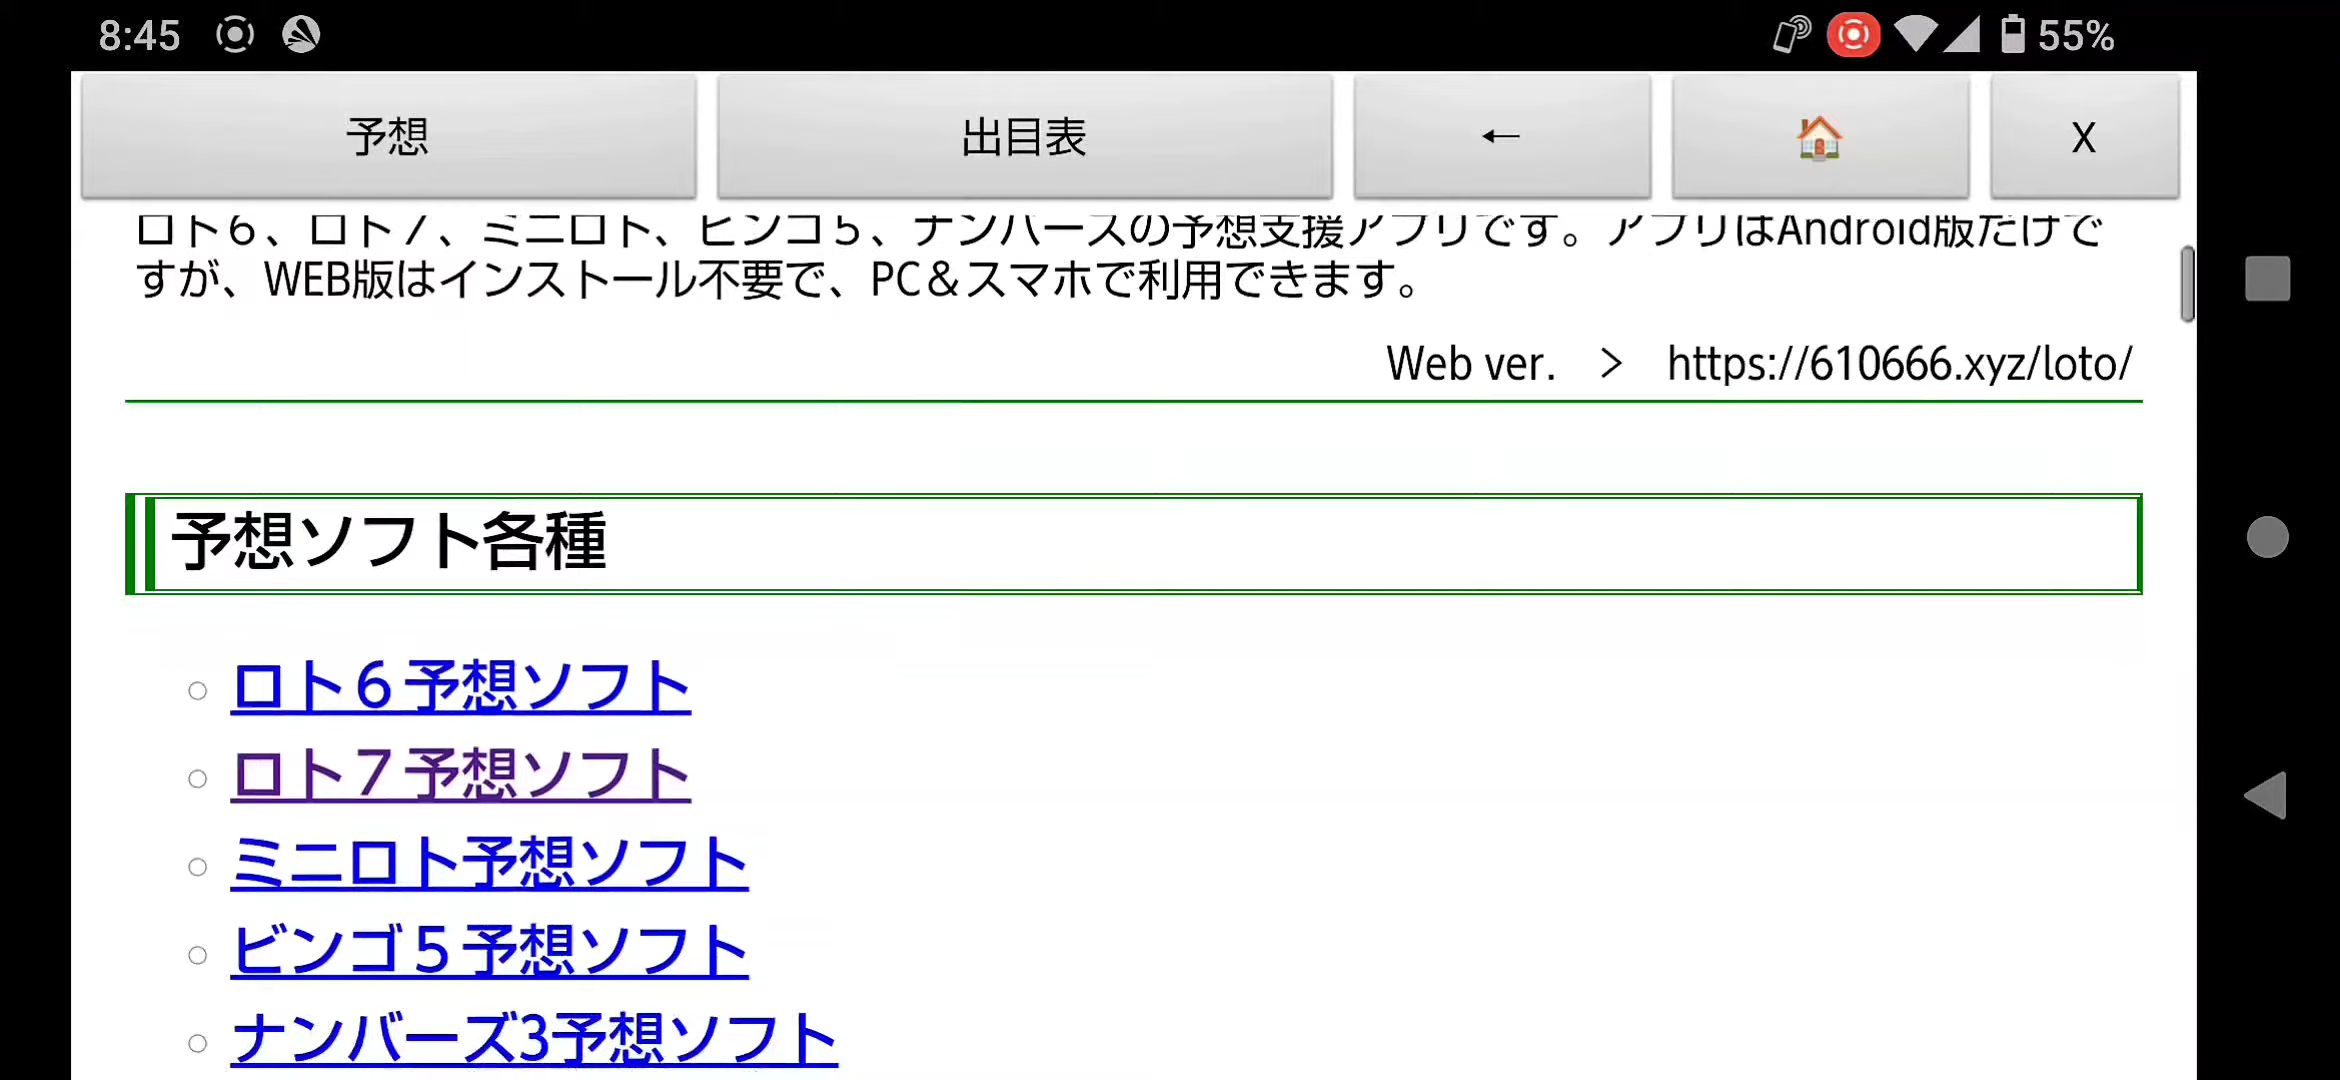 8:45 55%
予想 出目表 ← 🏠 X
ロト６、ロト７、ミニロト、ビンゴ５、ナンバーズの予想支援アプリです。アプリはAndroid版だけで
すが、WEB版はインストール不要で、PC＆スマホで利用できます。
Web ver. > https://610666.xyz/loto/
予想ソフト各種
ロト６予想ソフト
ロト７予想ソフト
ミニロト予想ソフト
ビンゴ５予想ソフト
ナンバーズ3予想ソフト